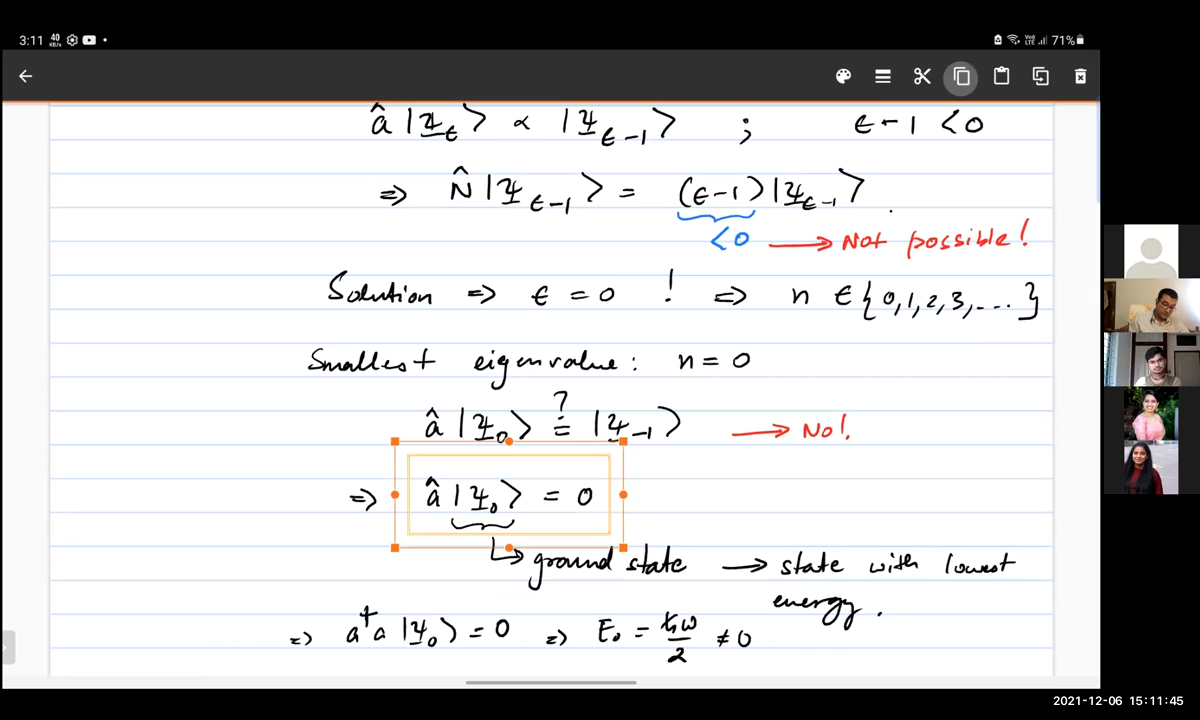 3:11 40 KB/s 71%
â |Ψ_ϵ⟩ ∝ |Ψ_ϵ-1⟩ ; ϵ-1 <0
⇒ N̂ |Ψ_ϵ-1⟩ = (ϵ-1)|Ψ_ϵ-1⟩.
<0 → Not possible!
Solution ⇒ ϵ = 0 ! ⇒ n ∈ {0,1,2,3,....}
Smallest eigenvalue: n = 0
â |Ψ_0⟩ ≟ |Ψ_-1⟩ → No!
⇒ â |Ψ_0⟩ = 0
↳ ground state → state with lowest
energy.
⇒ a†a |Ψ_0⟩ = 0 ⇒ E_0 = ħω/2 ≠ 0
2021-12-06 15:11:45